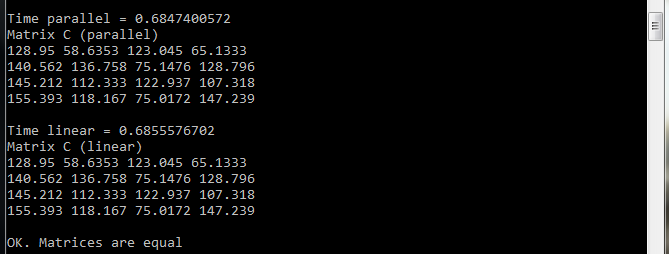 Time parallel = 0.6847400572
Matrix C (parallel)
128.95 58.6353 123.045 65.1333
140.562 136.758 75.1476 128.796
145.212 112.333 122.937 107.318
155.393 118.167 75.0172 147.239
Time linear = 0.6855576702
Matrix C (linear)
128.95 58.6353 123.045 65.1333
140.562 136.758 75.1476 128.796
145.212 112.333 122.937 107.318
155.393 118.167 75.0172 147.239
OK. Matrices are equal